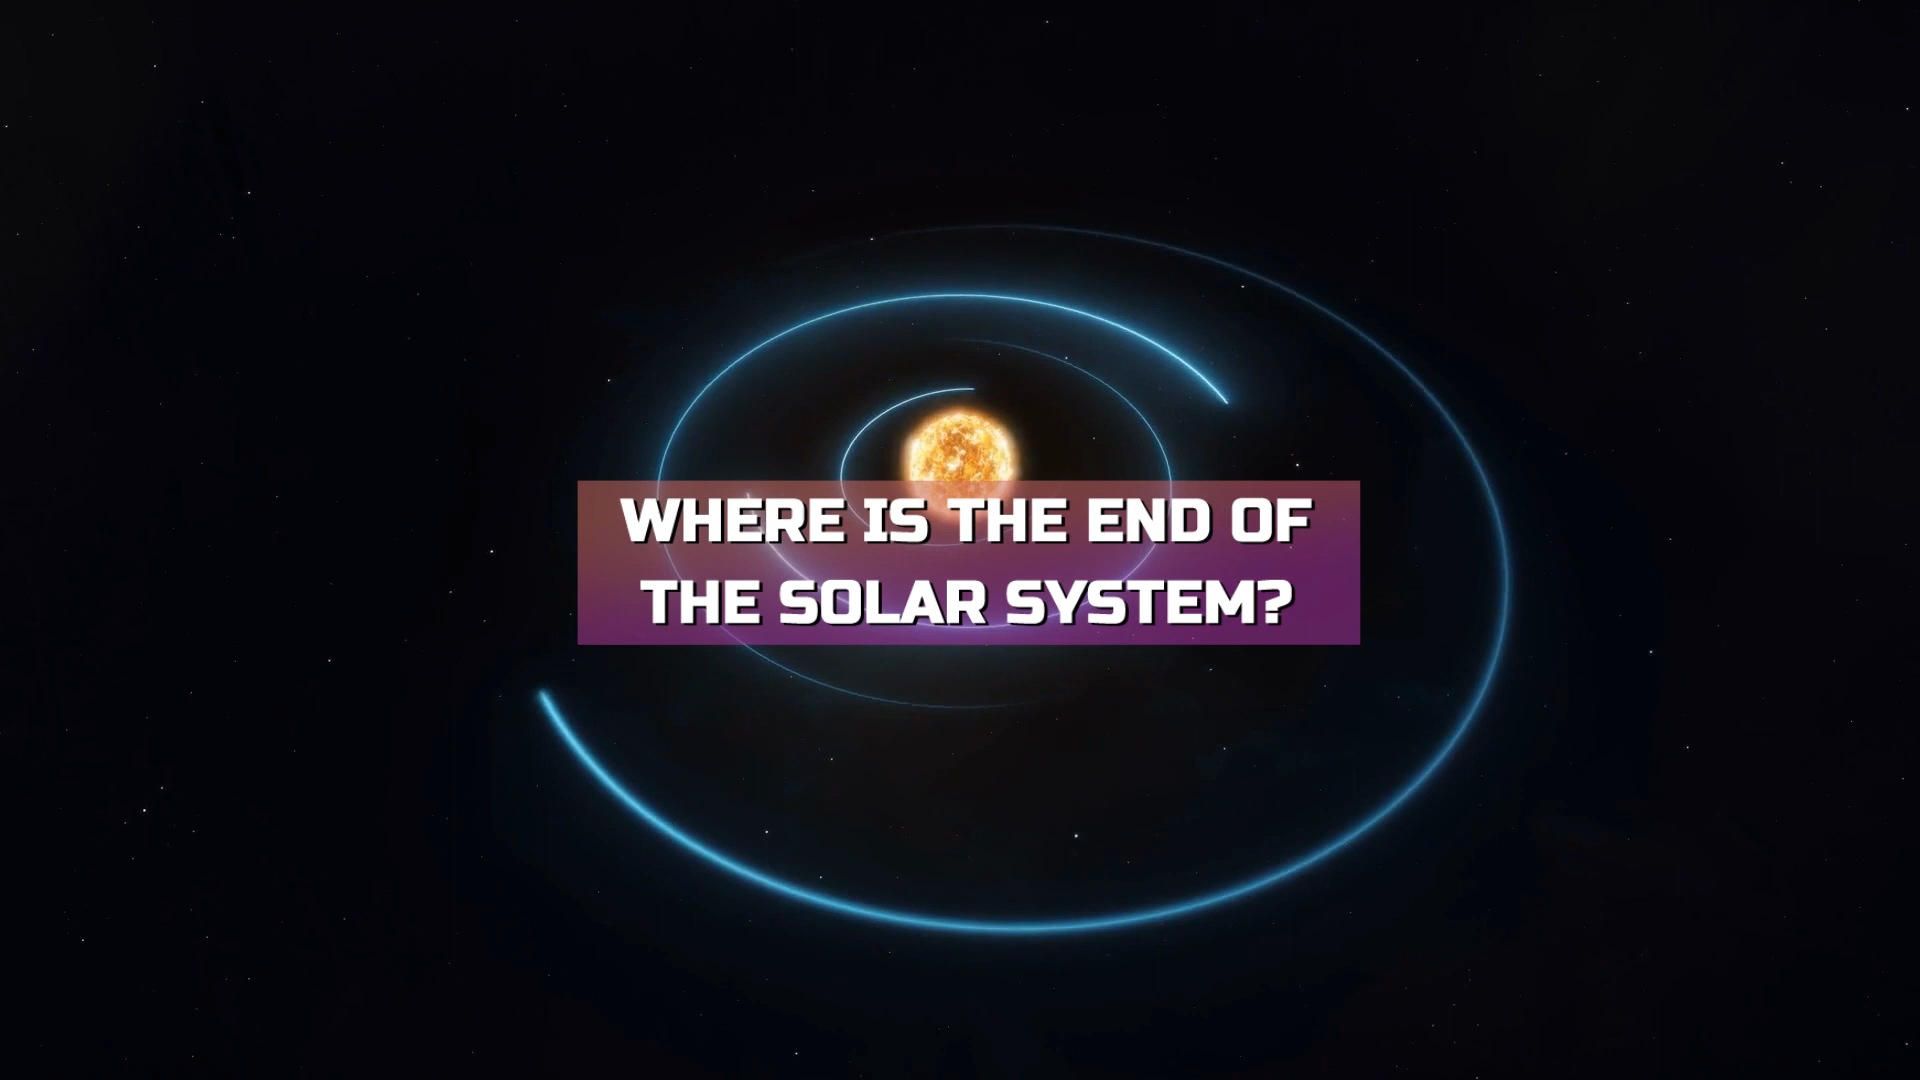 WHERE IS THE END OF
THE SOLAR SYSTEM?